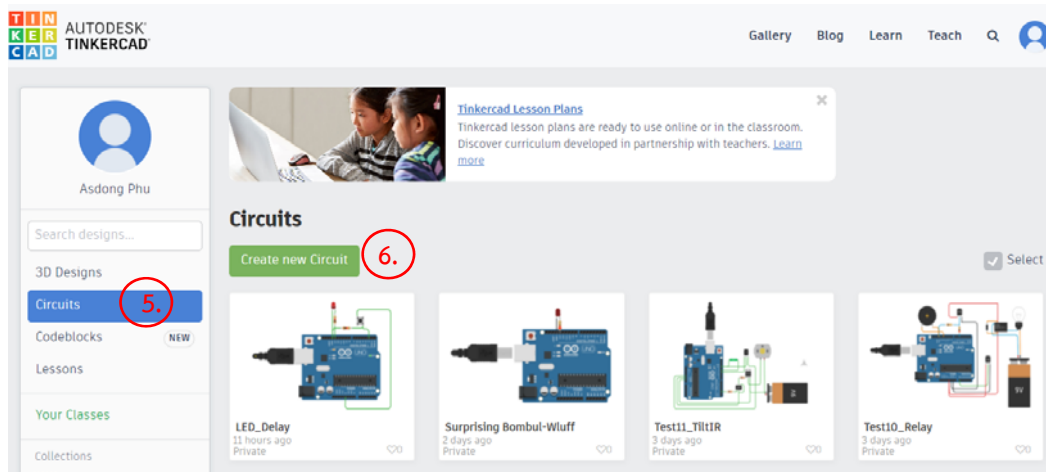 TIN
KER
CAD
AUTODESK®
TINKERCAD®
Gallery Blog Learn Teach
Asdong Phu
Search designs...
3D Designs
Circuits
5.
Codeblocks
NEW
Lessons
Your Classes
Collections
Tinkercad Lesson Plans
Tinkercad lesson plans are ready to use online or in the classroom.
Discover curriculum developed in partnership with teachers. Learn
more
Circuits
Create new Circuit
6.
Select
LED_Delay
11 hours ago
Private
0
Surprising Bombul-Wluff
2 days ago
Private
0
Test11_TiltIR
3 days ago
Private
0
Test10_Relay
3 days ago
Private
0
UNO
UNO
9V